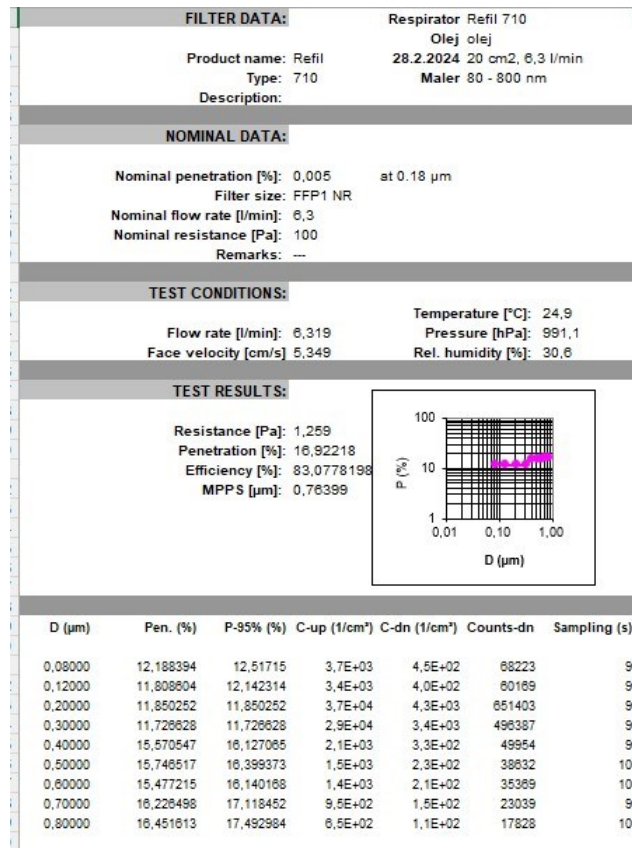 FILTER DATA: Respirator Refil 710
Olej olej
Product name: Refil 28.2.2024 20 cm2, 6,3 l/min
Type: 710 Maler 80 - 800 nm
Description:
NOMINAL DATA:
Nominal penetration [%]: 0,005 at 0.18 µm
Filter size: FFP1 NR
Nominal flow rate [l/min]: 6,3
Nominal resistance [Pa]: 100
Remarks: ---
TEST CONDITIONS:
Temperature [°C]: 24,9
Flow rate [l/min]: 6,319 Pressure [hPa]: 991,1
Face velocity [cm/s] 5,349 Rel. humidity [%]: 30,6
TEST RESULTS:
Resistance [Pa]: 1,259
Penetration [%]: 16,92218
Efficiency [%]: 83,0778198
MPPS [µm]: 0,76399
100
10
1
P (%)
0,01 0,10 1,00
D (µm)
D (µm) Pen. (%) P-95% (%) C-up (1/cm³) C-dn (1/cm³) Counts-dn Sampling (s)
0,08000 12,188394 12,51715 3,7E+03 4,5E+02 68223 9
0,12000 11,808604 12,142314 3,4E+03 4,0E+02 60169 9
0,20000 11,850252 11,850252 3,7E+04 4,3E+03 651403 9
0,30000 11,726628 11,726628 2,9E+04 3,4E+03 496387 9
0,40000 15,570547 16,127065 2,1E+03 3,3E+02 49954 9
0,50000 15,746517 16,399373 1,5E+03 2,3E+02 38632 10
0,60000 15,477215 16,140168 1,4E+03 2,1E+02 35369 9
0,70000 16,226498 17,118452 9,5E+02 1,5E+02 23039 9
0,80000 16,451613 17,492984 6,5E+02 1,1E+02 17828 10